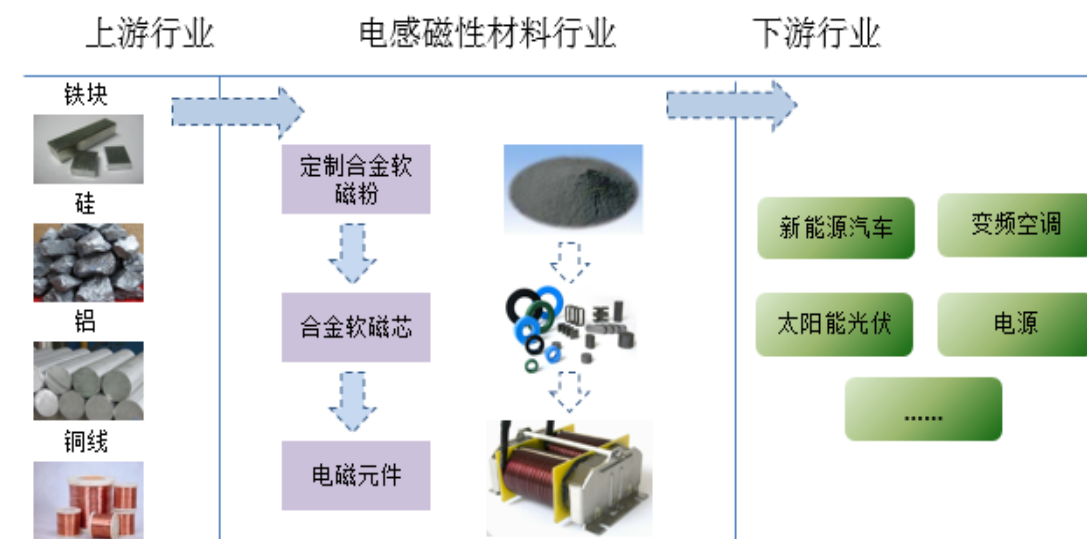 上游行业
电感磁性材料行业
下游行业
铁块
硅
铝
铜线
定制合金软
磁粉
合金软磁芯
电磁元件
新能源汽车
变频空调
太阳能光伏
电源
......